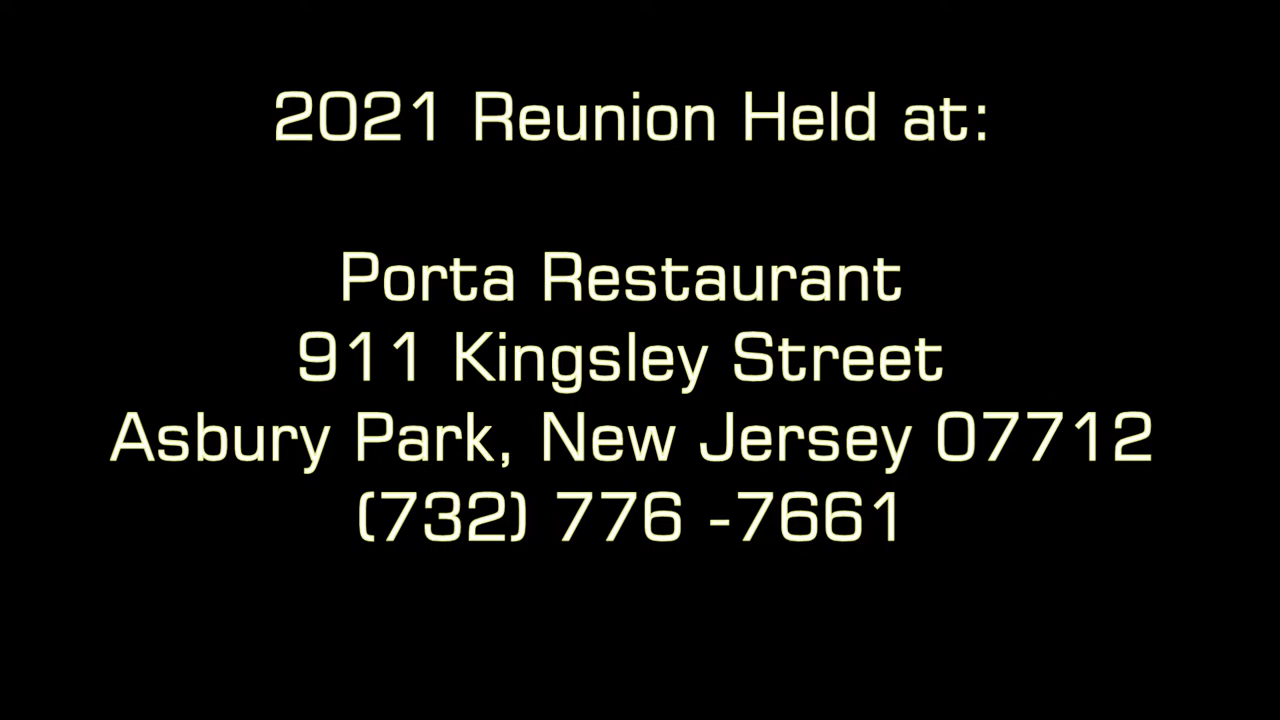 2021 Reunion Held at:
Porta Restaurant
911 Kingsley Street
Asbury Park, New Jersey 07712
(732) 776 -7661